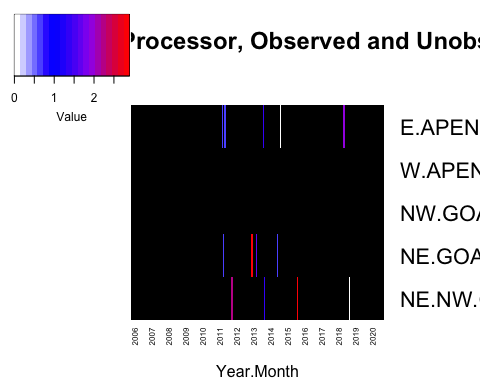 Processor, Observed and Unobs
0 1 2
Value
E.APEN
W.APEN
NW.GOA
NE.GOA
NE.NW.
2006 2007 2008 2009 2010 2011 2012 2013 2014 2015 2016 2017 2018 2019 2020
Year.Month